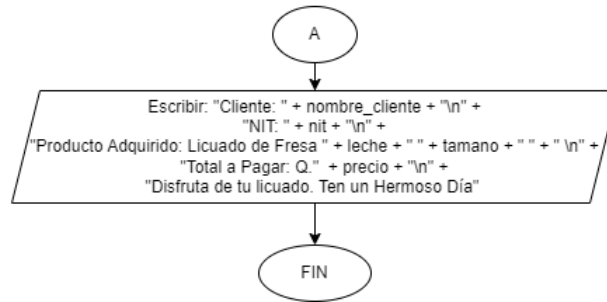 A
Escribir: "Cliente: " + nombre_cliente + "\n" +
"NIT: " + nit + "\n" +
"Producto Adquirido: Licuado de Fresa " + leche + " " + tamano + " " + " \n" +
"Total a Pagar: Q."  + precio + "\n" +
"Disfruta de tu licuado. Ten un Hermoso Día"
FIN